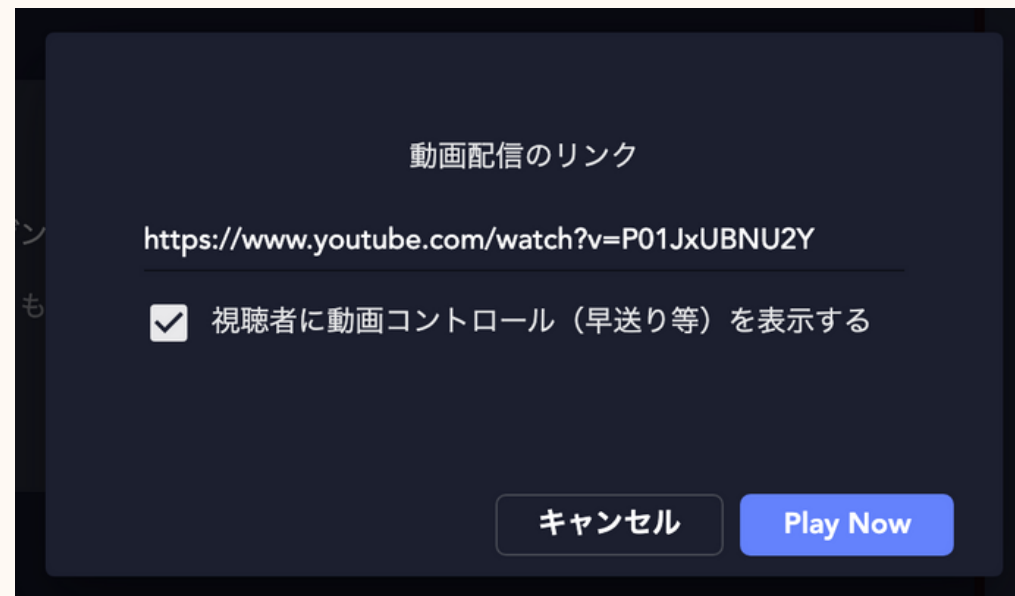 動画配信のリンク
https://www.youtube.com/watch?v=P01JxUBNU2Y
視聴者に動画コントロール（早送り等）を表示する
キャンセル
Play Now
ン
も